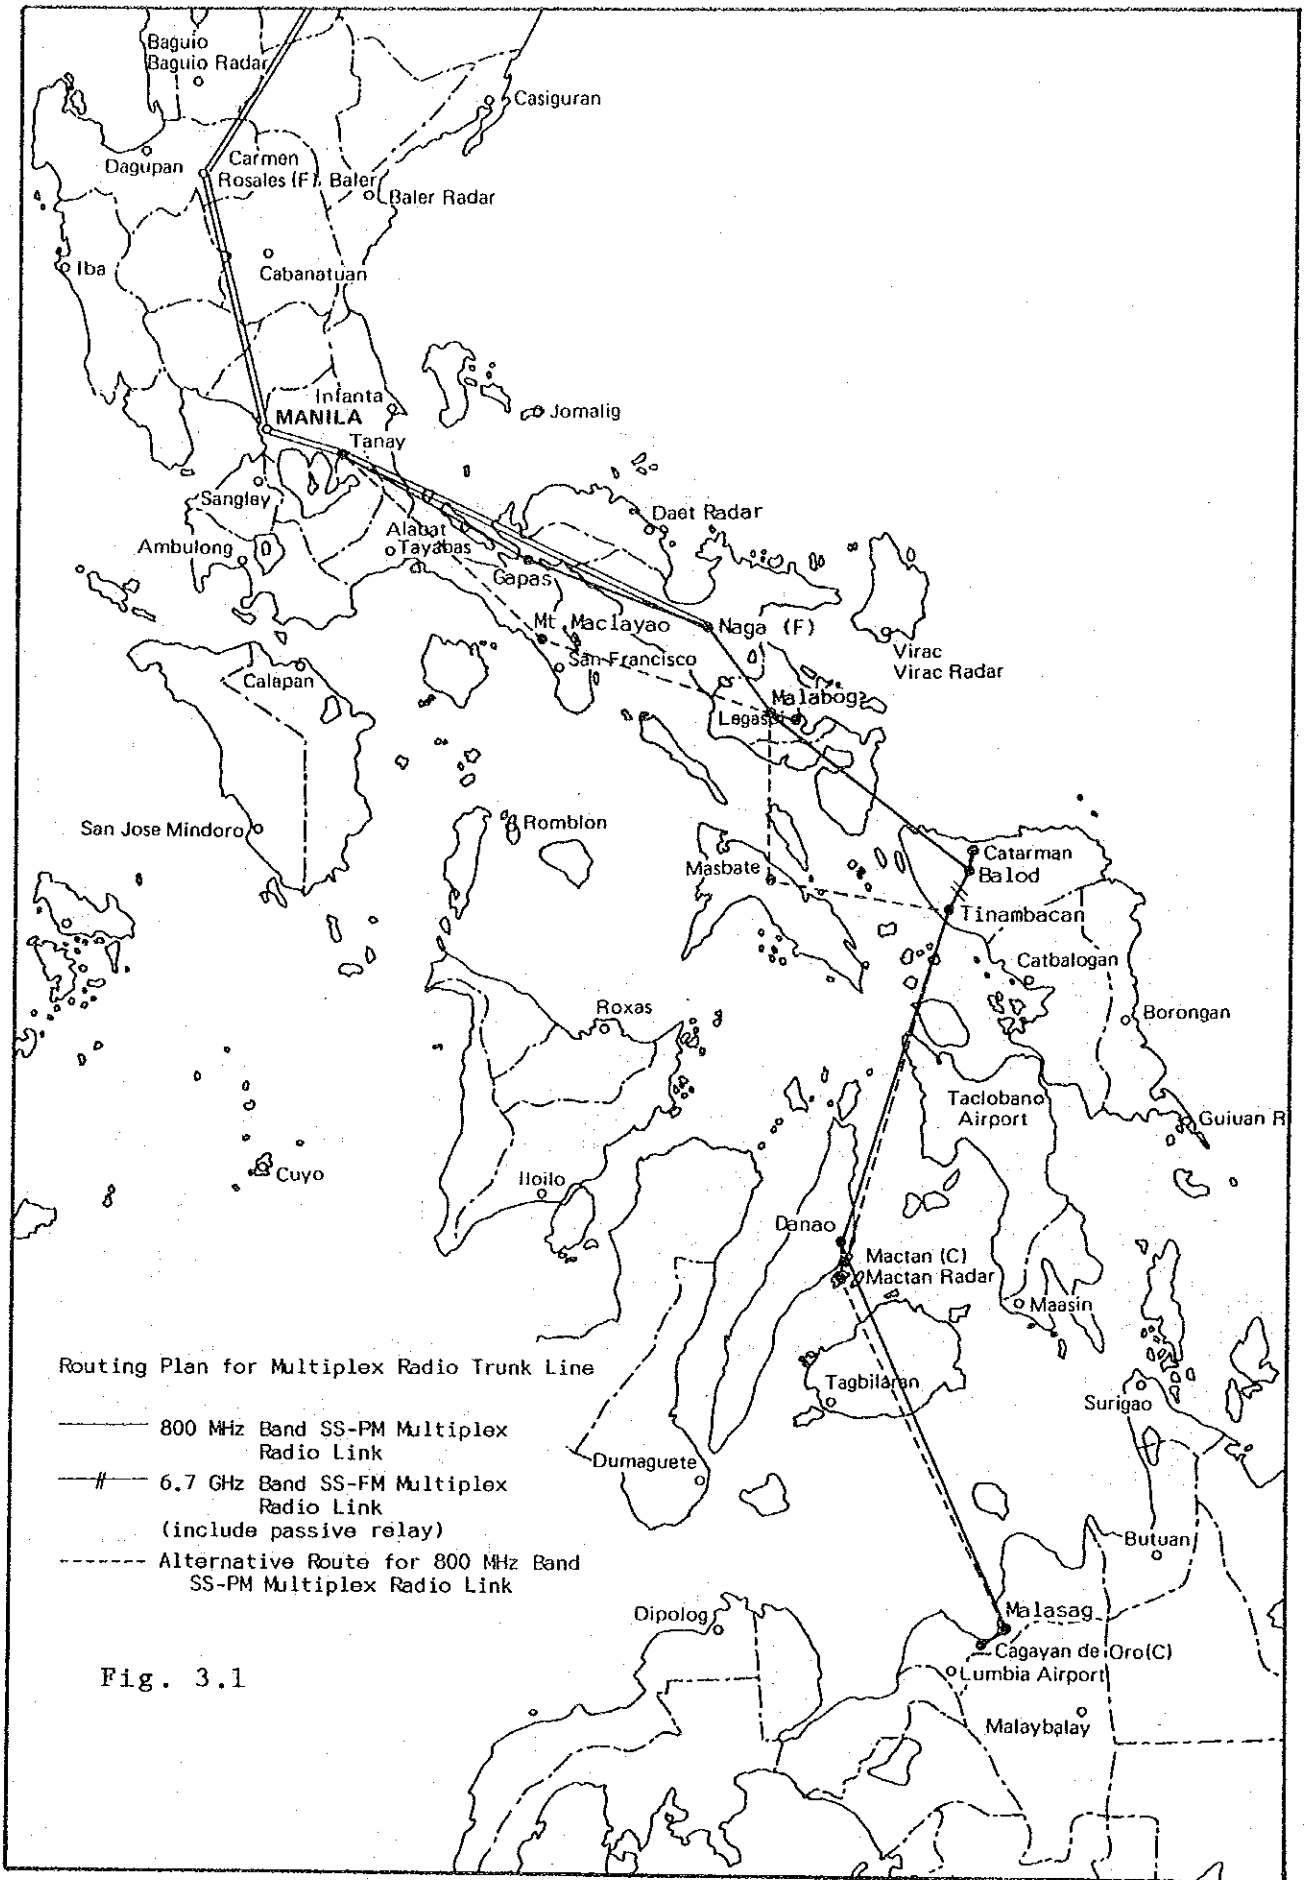 Baguio
Baguio Radar
Casiguran
Dagupan
Carmen
Rosales (F)
Baler
Baler Radar
Iba
Cabanatuan
Infanta
Jomalig
MANILA
Tanay
Sangley
Daet Radar
Alabat
Tayabas
Ambulong
Gapas
Mt. Maclayao
Naga (F)
Virac
Virac Radar
San Francisco
Calapan
Malabog
Legaspi
San Jose Mindoro
Romblon
Masbate
Catarman
Balod
Tinambacan
Catbalogan
Roxas
Borongan
Taclobano
Airport
Guiuan R
Cuyo
Iloilo
Danao
Mactan (C)
Mactan Radar
Maasin
Tagbilaran
Surigao
Dumaguete
Butuan
Routing Plan for Multiplex Radio Trunk Line
800 MHz Band SS-PM Multiplex
Radio Link
6.7 GHz Band SS-FM Multiplex
Radio Link
(include passive relay)
Alternative Route for 800 MHz Band
SS-PM Multiplex Radio Link
Dipolog
Malasag
Cagayan de Oro(C)
Lumbia Airport
Malaybalay
Fig. 3.1